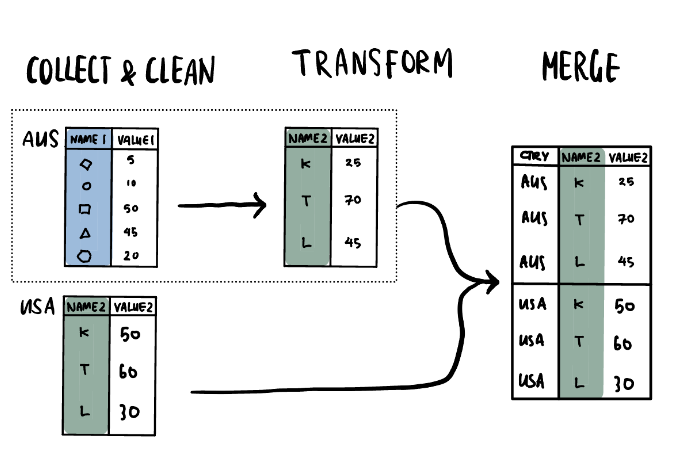 COLLECT & CLEAN
TRANSFORM
MERGE
AUS
NAME1 VALUE1
5
10
50
45
20
NAME2 VALUE2
K 25
T 70
L 45
USA
NAME2 VALUE2
K 50
T 60
L 30
CTRY NAME2 VALUE2
AUS K 25
AUS T 70
AUS L 45
USA K 50
USA T 60
USA L 30